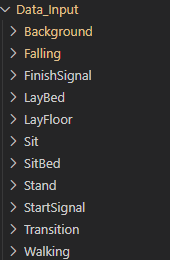 Data_Input
Background
Falling
FinishSignal
LayBed
LayFloor
Sit
SitBed
Stand
StartSignal
Transition
Walking